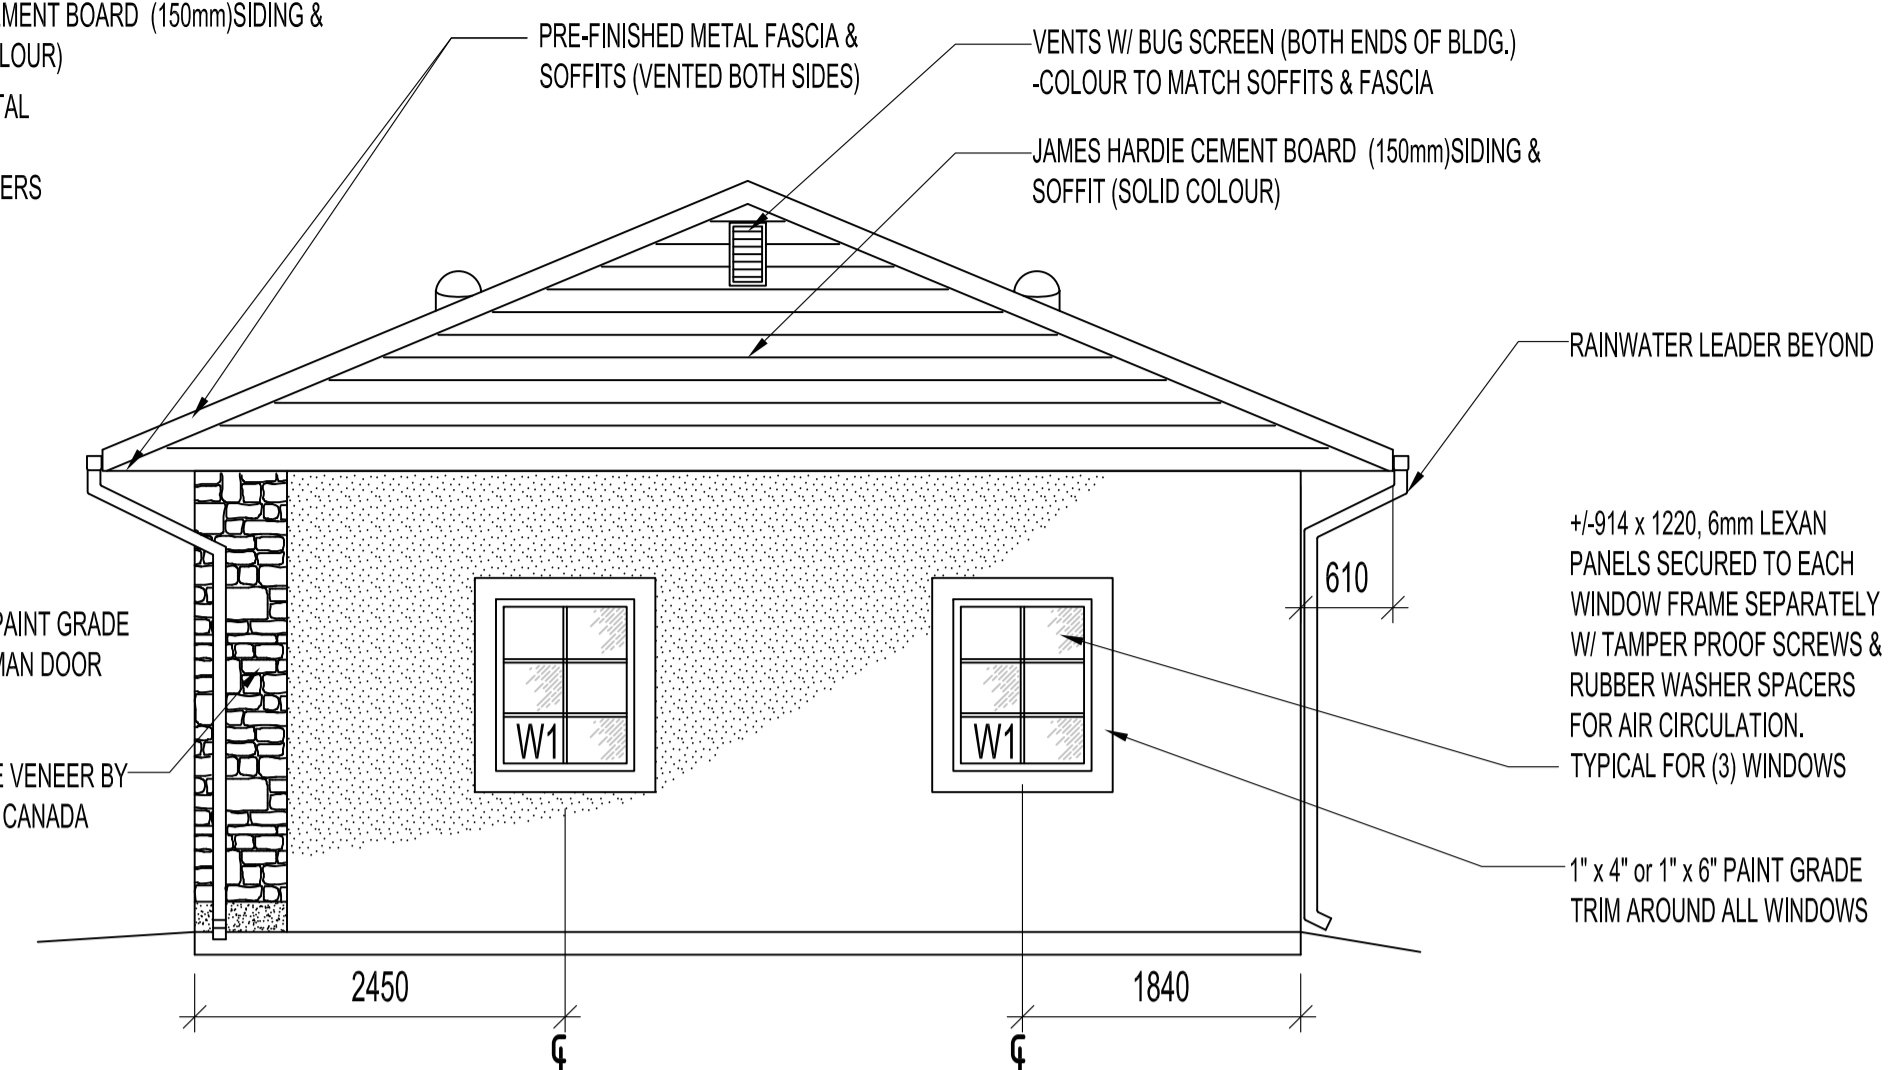 EMENT BOARD (150mm)SIDING &
LOUR)
TAL
ERS
PRE-FINISHED METAL FASCIA &
SOFFITS (VENTED BOTH SIDES)
VENTS W/ BUG SCREEN (BOTH ENDS OF BLDG.)
-COLOUR TO MATCH SOFFITS & FASCIA
JAMES HARDIE CEMENT BOARD (150mm)SIDING &
SOFFIT (SOLID COLOUR)
RAINWATER LEADER BEYOND
+/-914 x 1220, 6mm LEXAN
PANELS SECURED TO EACH
WINDOW FRAME SEPARATELY
W/ TAMPER PROOF SCREWS &
RUBBER WASHER SPACERS
FOR AIR CIRCULATION.
TYPICAL FOR (3) WINDOWS
610
PAINT GRADE
MAN DOOR
W1
W1
E VENEER BY
CANADA
1" x 4" or 1" x 6" PAINT GRADE
TRIM AROUND ALL WINDOWS
2450
1840
℄
℄